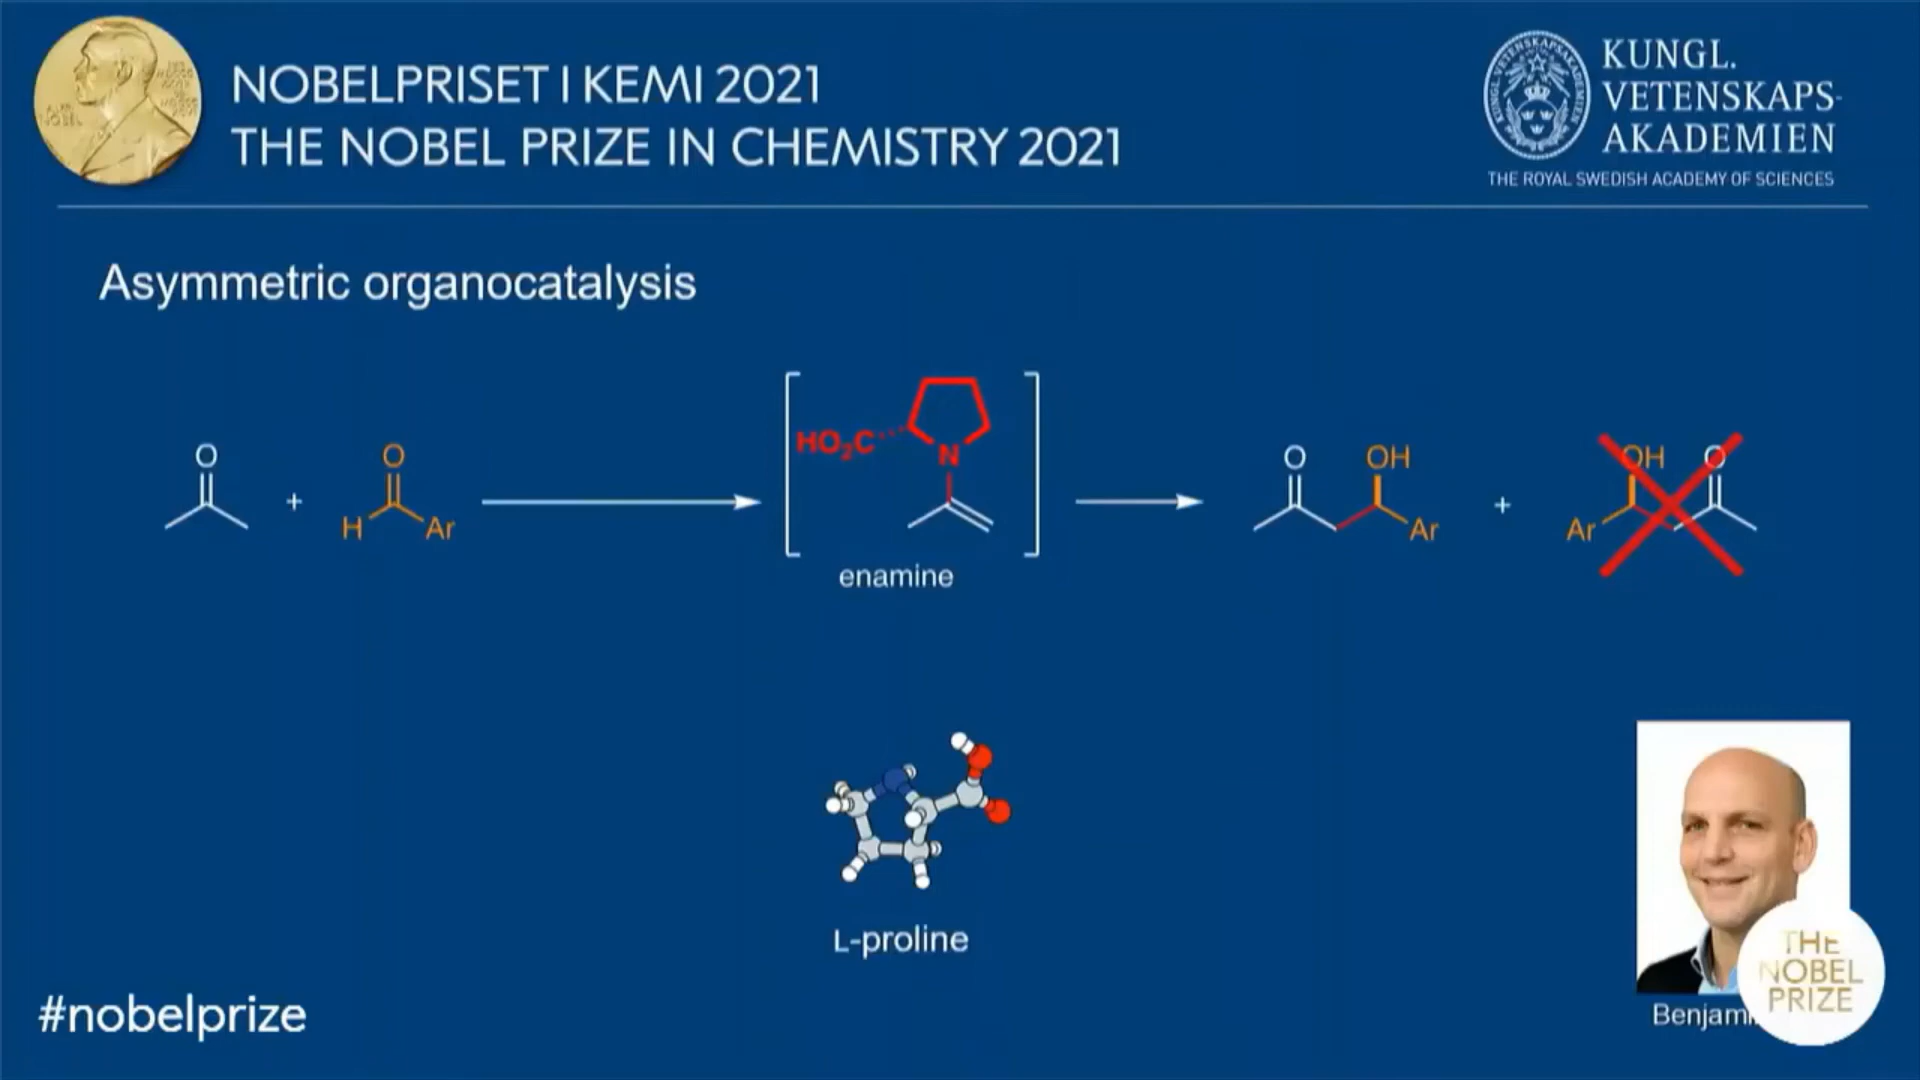 NOBELPRISET I KEMI 2021
THE NOBEL PRIZE IN CHEMISTRY 2021
KUNGL.
VETENSKAPS-
AKADEMIEN
THE ROYAL SWEDISH ACADEMY OF SCIENCES
Asymmetric organocatalysis
O
+
O
H
Ar
HO₂C
N
enamine
O
OH
Ar
+
OH
O
Ar
L-proline
#nobelprize
THE
NOBEL
PRIZE